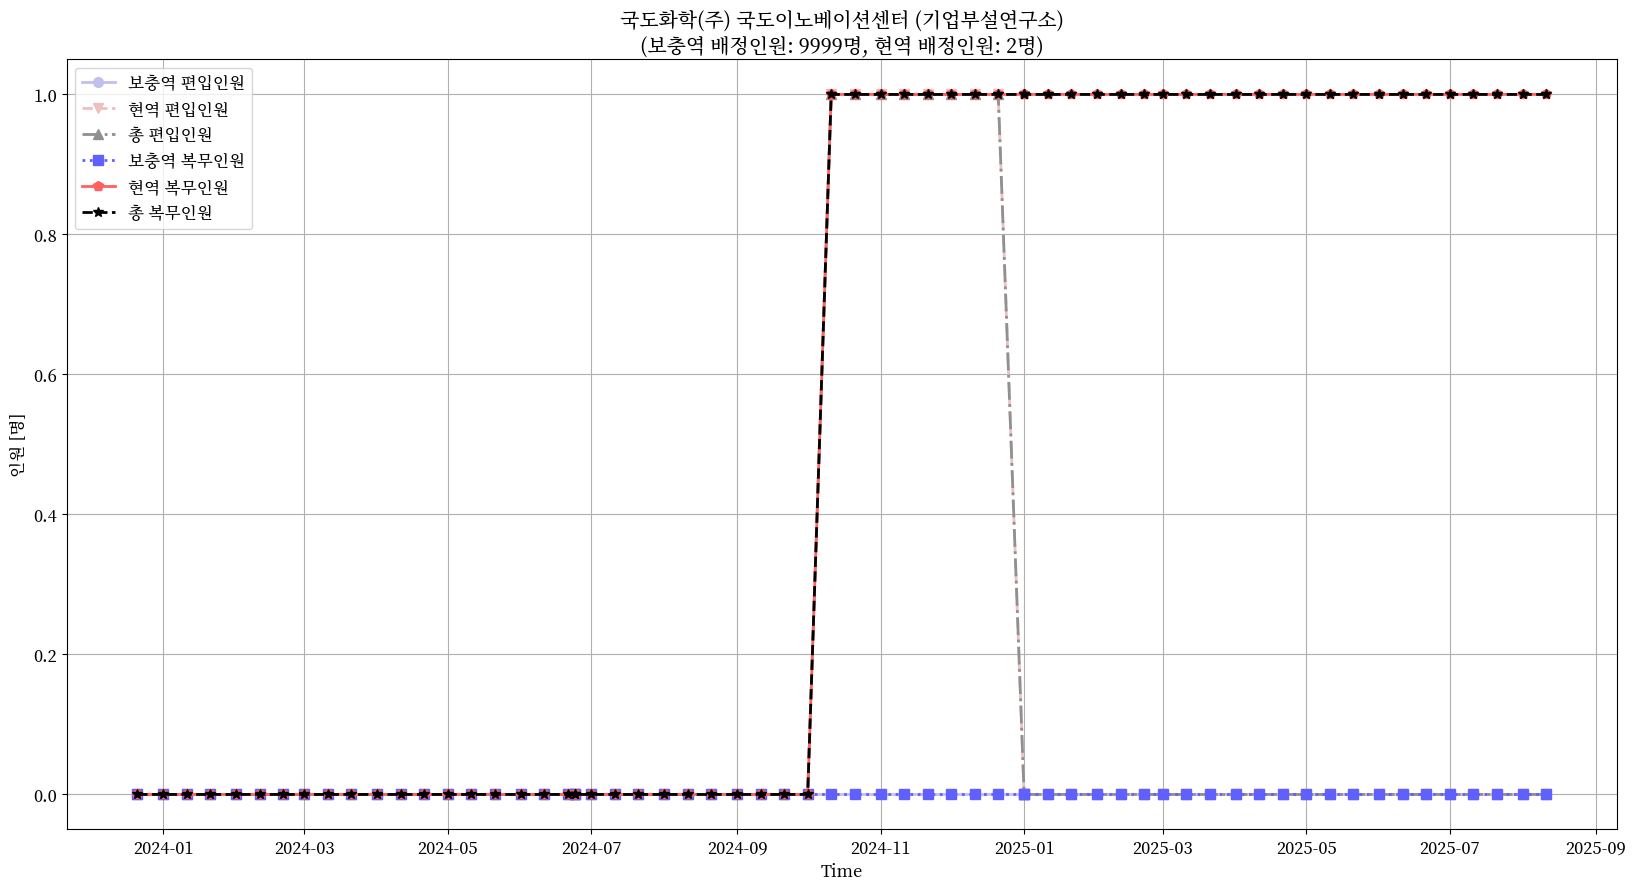 국도화학(주) 국도이노베이션센터 (기업부설연구소)
(보충역 배정인원: 9999명, 현역 배정인원: 2명)
보충역 편입인원
현역 편입인원
총 편입인원
보충역 복무인원
현역 복무인원
총 복무인원
인원 [명]
1.0
0.8
0.6
0.4
0.2
0.0
2024-01
2024-03
2024-05
2024-07
2024-09
2024-11
2025-01
2025-03
2025-05
2025-07
2025-09
Time